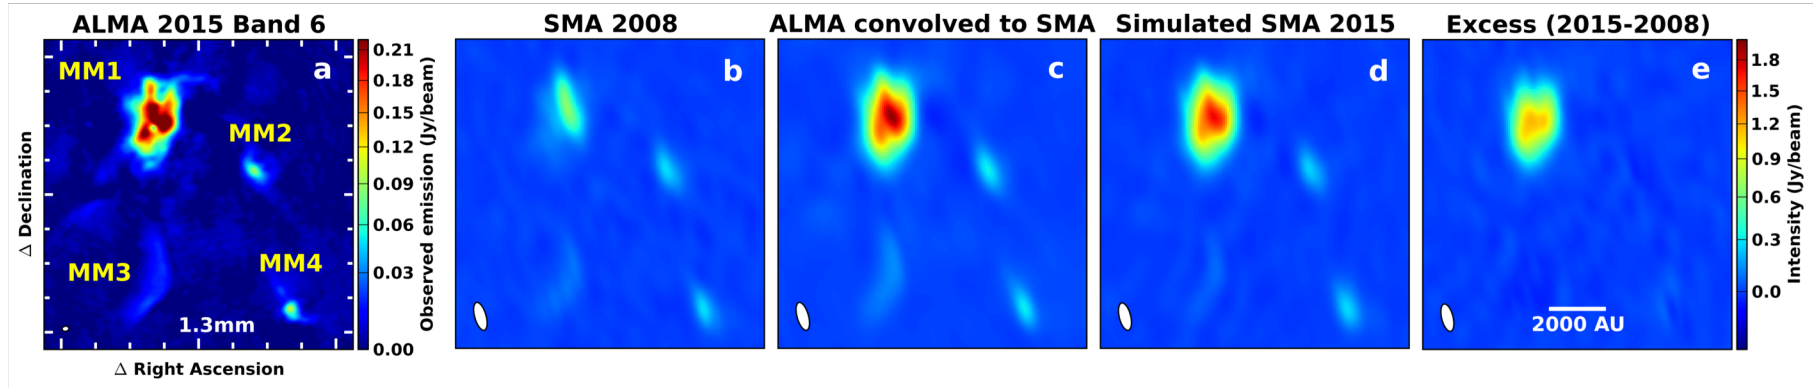 ALMA 2015 Band 6
SMA 2008
ALMA convolved to SMA
Simulated SMA 2015
Excess (2015-2008)
MM1
a
MM2
MM3
MM4
1.3mm
Δ Declination
Δ Right Ascension
0.21
0.18
0.15
0.12
0.09
0.06
0.03
0.00
Observed emission (Jy/beam)
b
c
d
e
2000 AU
1.8
1.5
1.2
0.9
0.6
0.3
0.0
Intensity (Jy/beam)